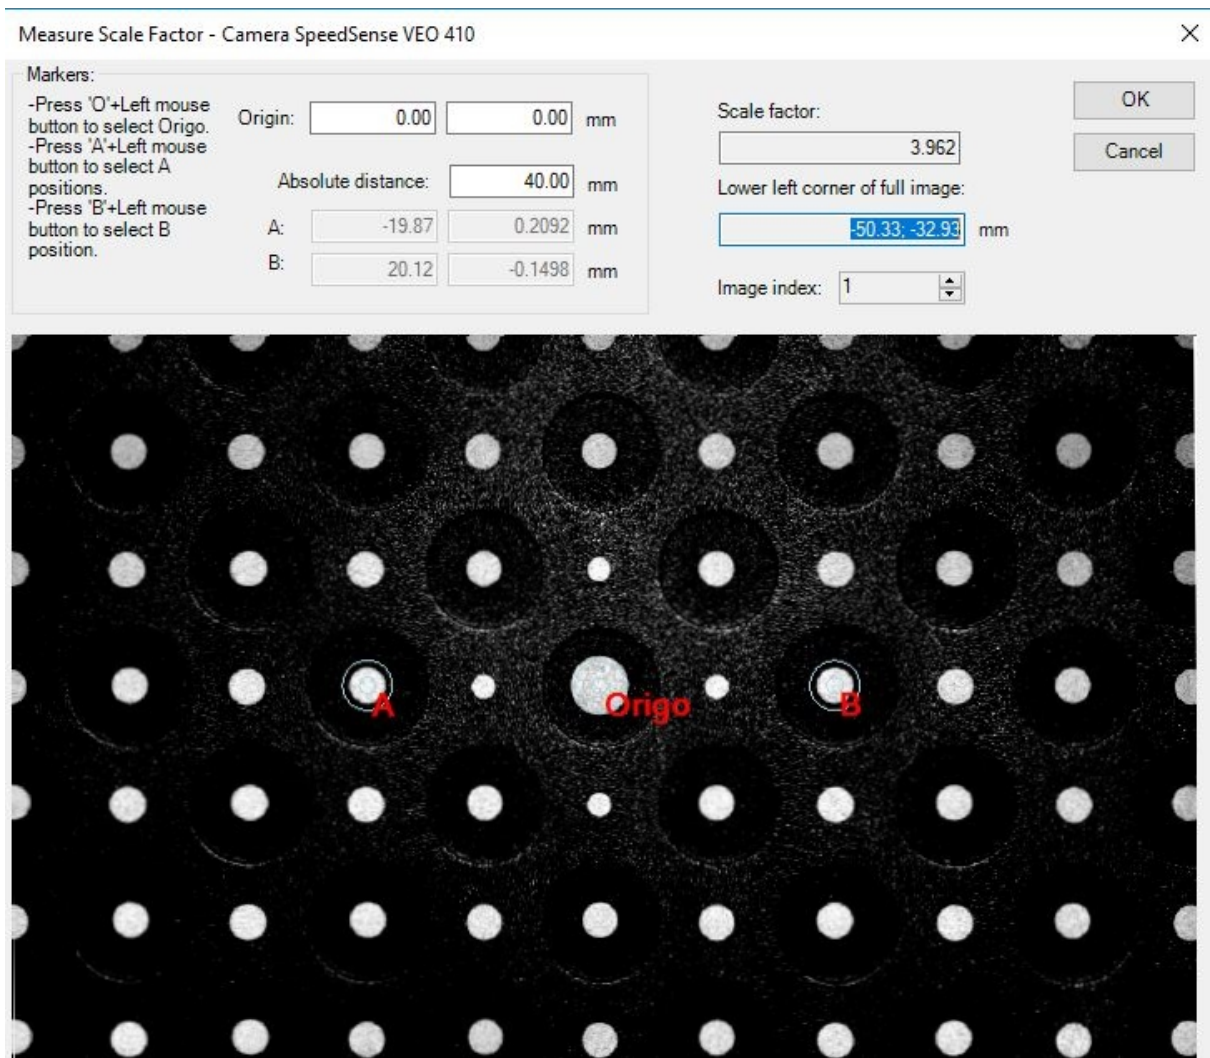 Measure Scale Factor - Camera SpeedSense VEO 410
Markers:
-Press 'O'+Left mouse
button to select Origo.
-Press 'A'+Left mouse
button to select A
positions.
-Press 'B'+Left mouse
button to select B
position.
Origin: 0.00 0.00 mm
Absolute distance: 40.00 mm
A: -19.87 0.2092 mm
B: 20.12 -0.1498 mm
Scale factor:
3.962
Lower left corner of full image:
-50.33; -32.93 mm
Image index: 1
OK
Cancel
A
Origo
B